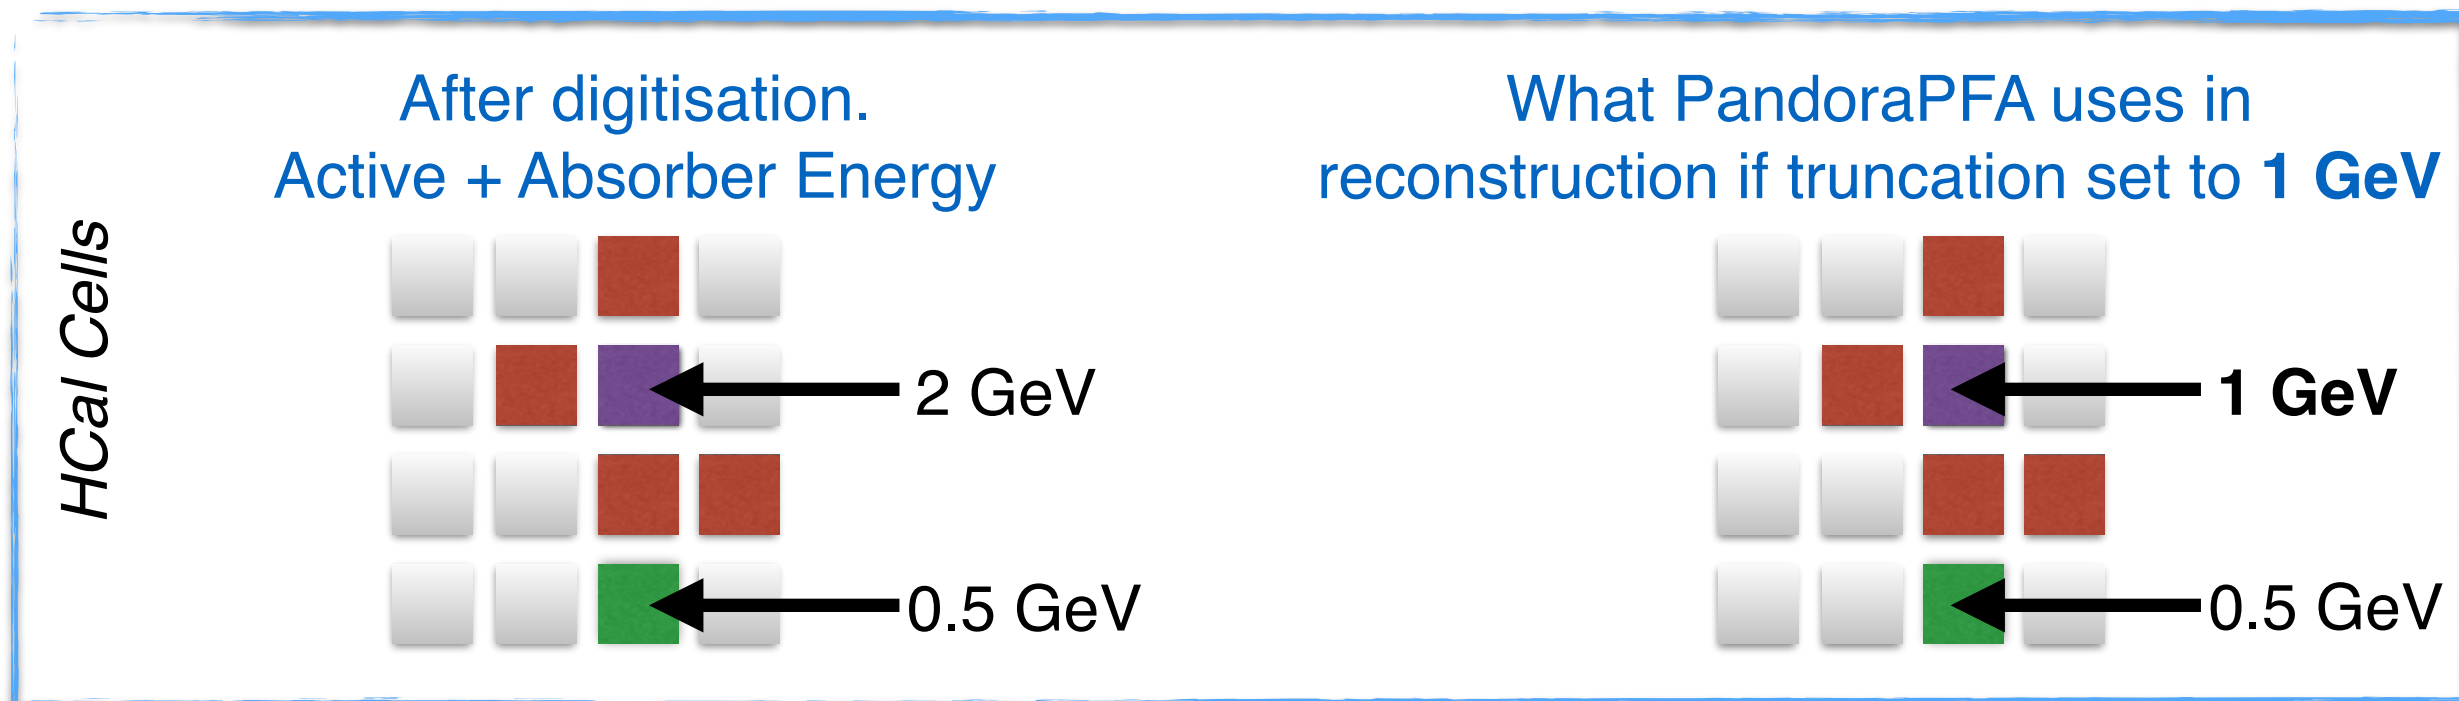 After digitisation.
Active + Absorber Energy
What PandoraPFA uses in
reconstruction if truncation set to 1 GeV
HCal Cells
2 GeV
1 GeV
0.5 GeV
0.5 GeV